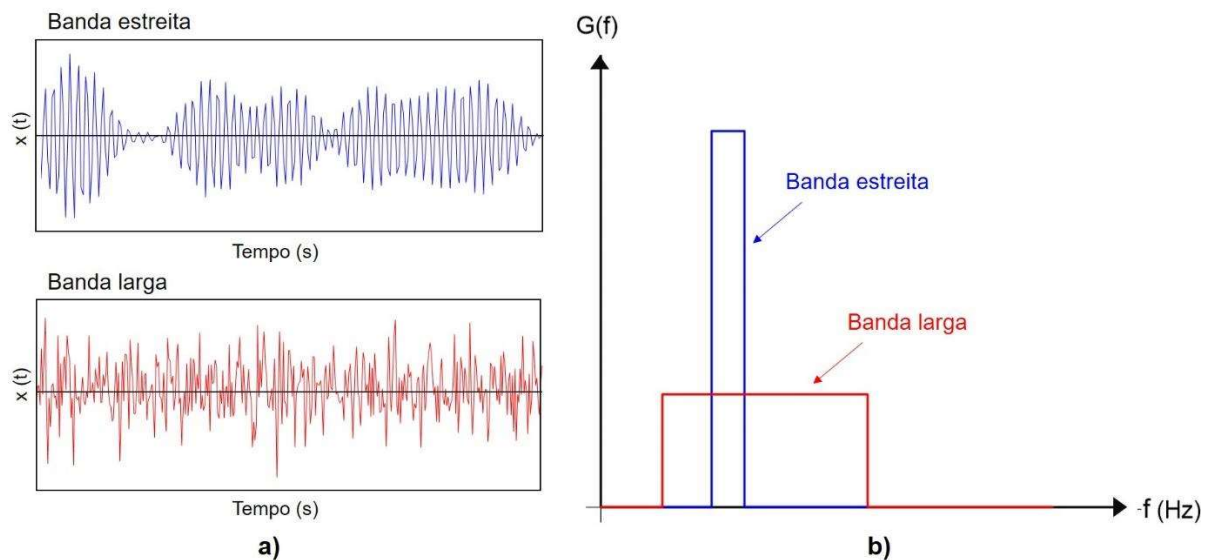 Banda estreita
x (t)
Tempo (s)
Banda larga
x (t)
Tempo (s)
a)
G(f)
Banda estreita
Banda larga
f (Hz)
b)